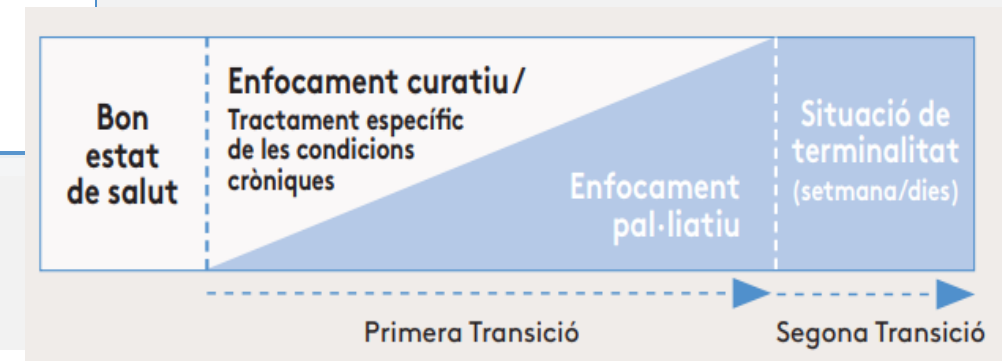 Bon
estat
de salut
Enfocament curatiu/
Tractament específic
de les condicions
cròniques
Enfocament
pal·liatiu
Situació de
terminalitat
(setmana/dies)
Primera Transició
Segona Transició